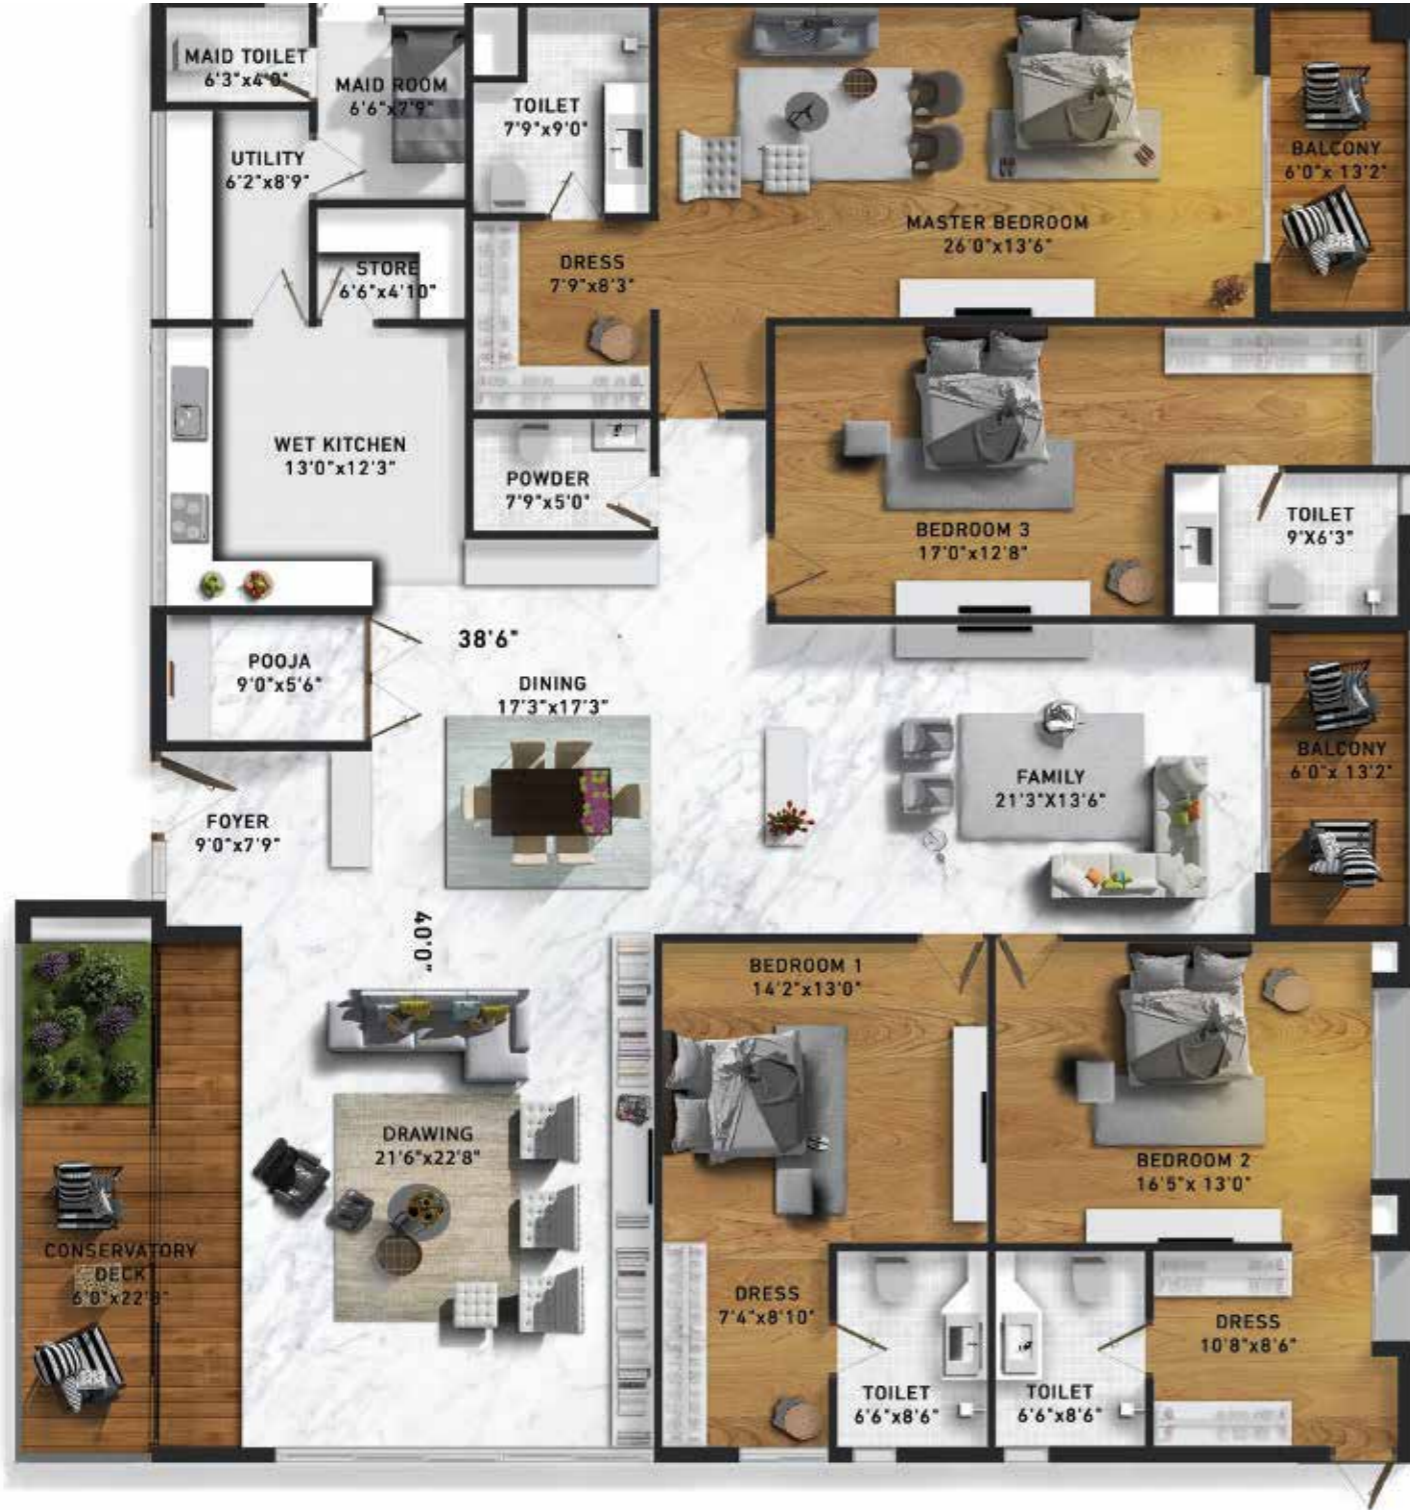 MAID TOILET
6'3"x4'0"
MAID ROOM
6'6"x7'9"
TOILET
7'9"x9'0"
UTILITY
6'2"x8'9"
BALCONY
6'0"x 13'2"
MASTER BEDROOM
26'0"x13'6"
DRESS
7'9"x8'3"
STORE
6'6"x4'10"
WET KITCHEN
13'0"x12'3"
POWDER
7'9"x5'0"
BEDROOM 3
17'0"x12'8"
TOILET
9'X6'3"
38'6"
POOJA
9'0"x5'6"
DINING
17'3"x17'3"
FAMILY
21'3"X13'6"
BALCONY
6'0"x 13'2"
FOYER
9'0"x7'9"
40'0"
BEDROOM 1
14'2"x13'0"
DRAWING
21'6"x22'8"
BEDROOM 2
16'5"x 13'0"
CONSERVATORY
DECK
6'0"x22'8"
DRESS
7'4"x8'10"
DRESS
10'8"x8'6"
TOILET
6'6"x8'6"
TOILET
6'6"x8'6"